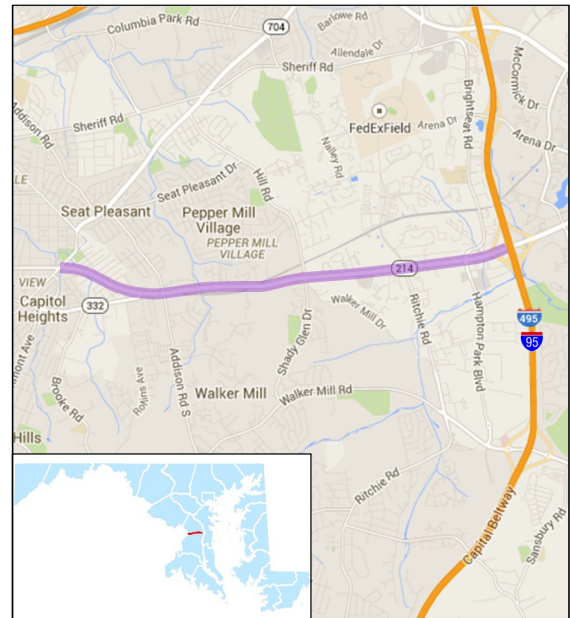 Columbia Park Rd
704
Barlowe Rd
Allendale Dr
Sheriff Rd
McCormick Dr
Addison Rd
Sheriff Rd
FedExField
Arena Dr
Brightseat Rd
Arena Dr
Nalley Rd
Hill Rd
Seat Pleasant Dr
Seat Pleasant
Pepper Mill
Village
PEPPER MILL
VILLAGE
214
VIEW
Capitol
Heights
332
Walker Mill Dr
Ritchie Rd
Hampton Park Blvd
495
95
Shady Glen Dr
Addison Rd S
Rollins Ave
Brooke Rd
Walker Mill
Walker Mill Rd
Hills
Ritchie Rd
Capital Beltway
Sansbury Rd